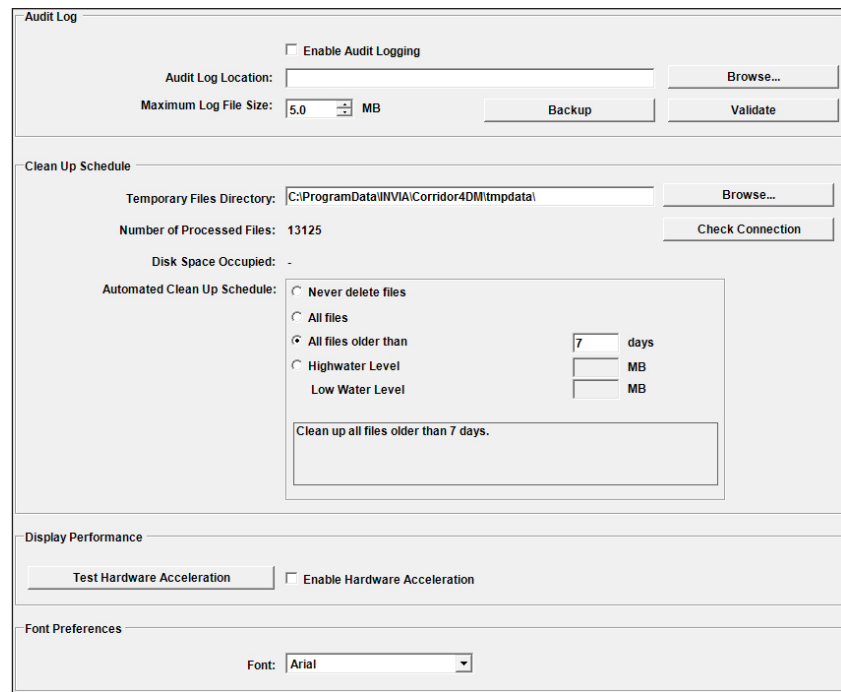 Audit Log
Enable Audit Logging
Audit Log Location: Browse...
Maximum Log File Size: 5.0 MB Backup Validate
Clean Up Schedule
Temporary Files Directory: C:\ProgramData\INVIA\Corridor4DM\tmpdata\ Browse...
Number of Processed Files: 13125 Check Connection
Disk Space Occupied: -
Automated Clean Up Schedule: Never delete files
All files
All files older than 7 days
Highwater Level MB
Low Water Level MB
Clean up all files older than 7 days.
Display Performance
Test Hardware Acceleration Enable Hardware Acceleration
Font Preferences
Font: Arial